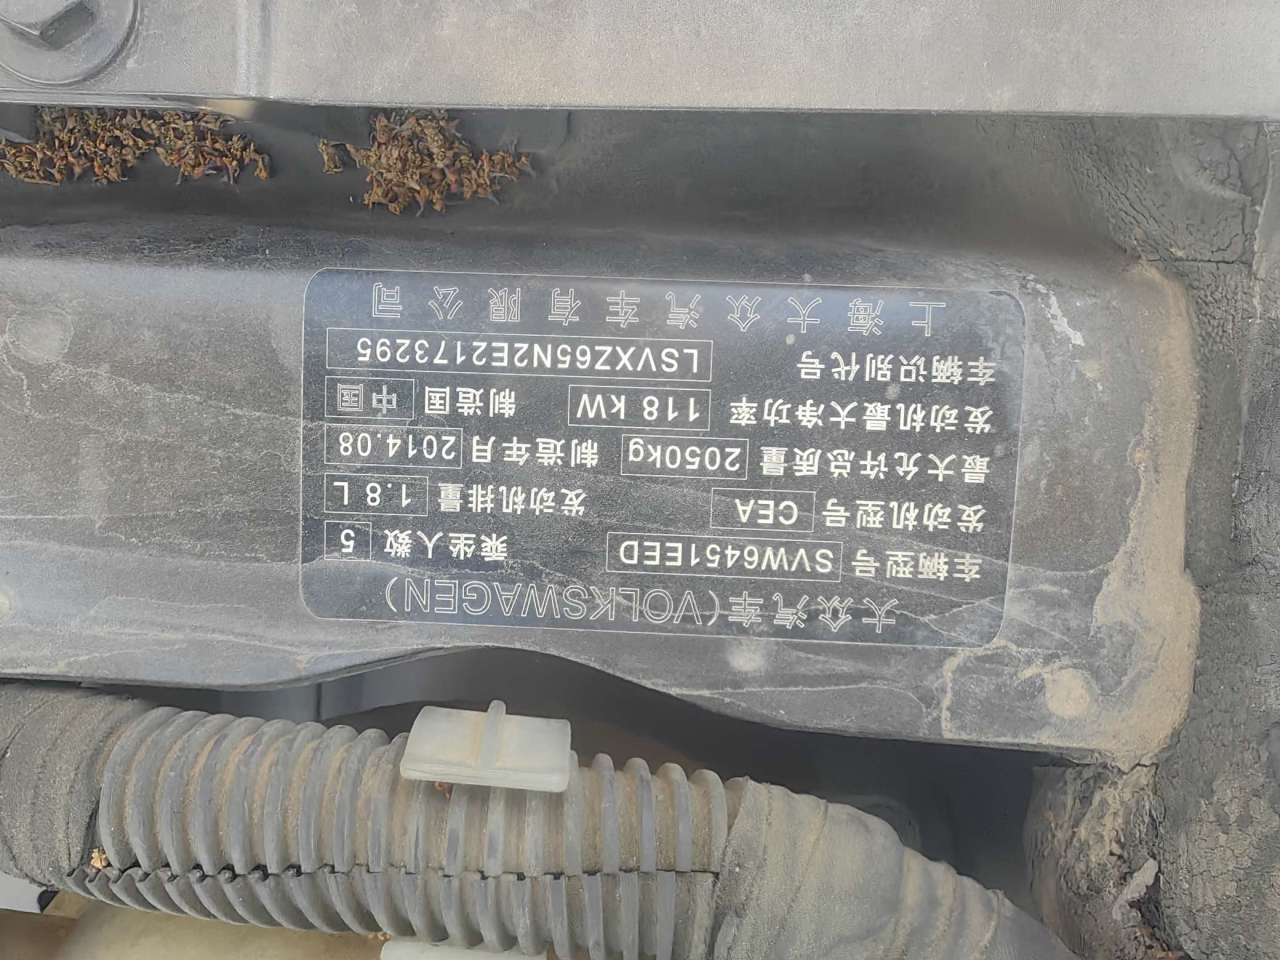 大众汽车(VOLKSWAGEN)
车辆型号 SVW6451EED 乘坐人数 5
发动机型号 CEA 发动机排量 1.8 L
最大允许总质量 2050kg 制造年月 2014.08
发动机最大净功率 118 kW 制造国 中国
车辆识别代号 LSVXZ65N2E2173295
上海大众汽车有限公司